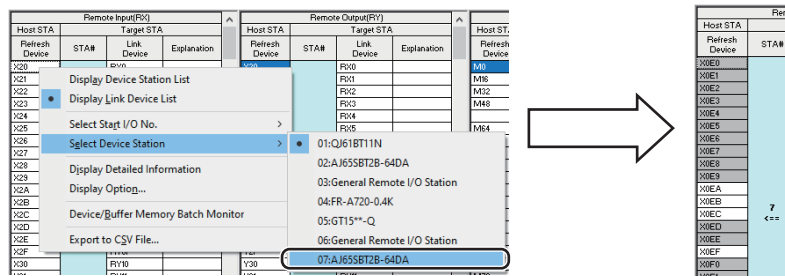 Remote Input(RX)
Remote Output(RY)
Host STA
Target STA
Host STA
Target STA
Host ST
Host STA
Refresh Device
STA#
Link Device
Explanation
Refresh Device
STA#
Link Device
Explanation
Refresh Device
Refresh Device
STA#
X20
RX0
Y20
RX0
M0
X0E0
X21
RX1
M16
X0E1
X22
RX2
M32
X0E2
X23
RX3
M48
X0E3
X24
RX4
X0E4
X25
RX5
M64
X0E5
X26
X0E6
X27
X0E7
X28
X0E8
X29
X0E9
X2A
X0EA
X2B
X0EB
X2C
X0EC
7
X2D
X0ED
<==
X2E
X0EE
X2F
Y2F
X0EF
X30
RY10
Y30
X0F0
Display Device Station List
Display Link Device List
Select Start I/O No.
Select Device Station
Display Detailed Information
Display Option...
Device/Buffer Memory Batch Monitor
Export to CSV File...
01:QJ61BT11N
02:AJ65SBT2B-64DA
03:General Remote I/O Station
04:FR-A720-0.4K
05:GT15**-Q
06:General Remote I/O Station
07:AJ65SBT2B-64DA